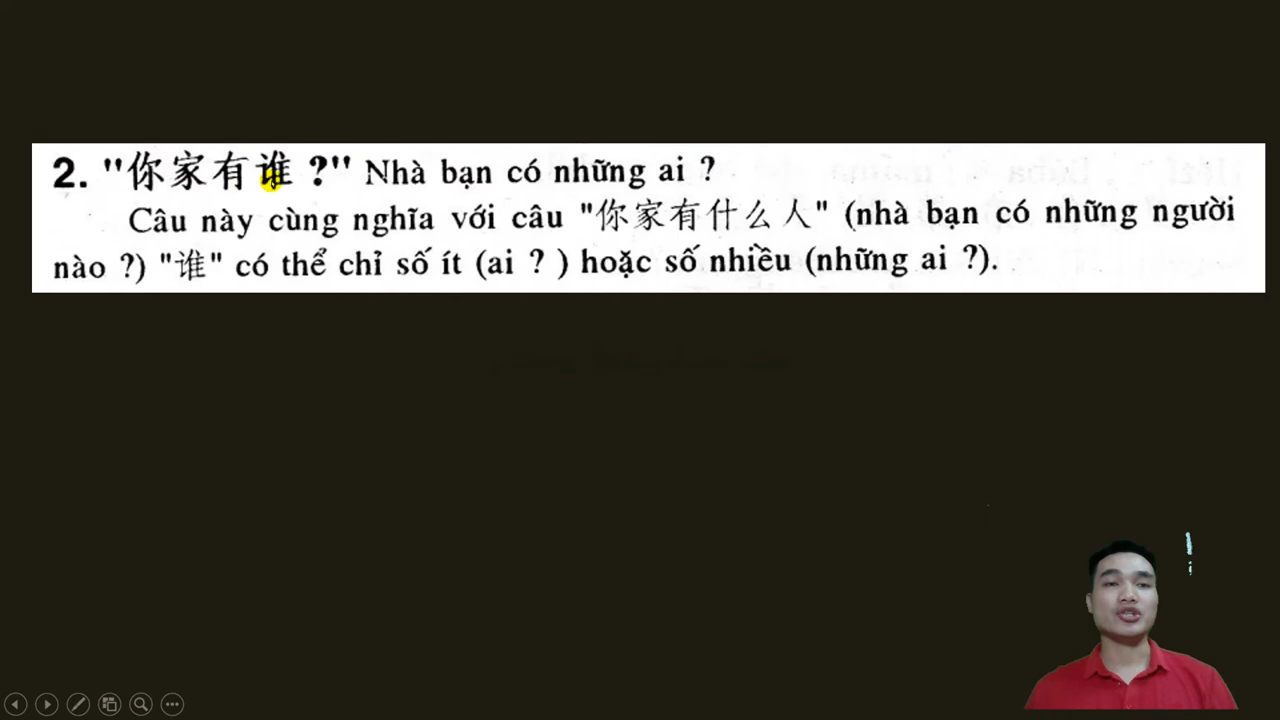 2. "你家有谁 ?" Nhà bạn có những ai ?
Câu này cùng nghĩa với câu "你家有什么人" (nhà bạn có những người
nào ?) "谁" có thể chỉ số ít (ai ? ) hoặc số nhiều (những ai ?).